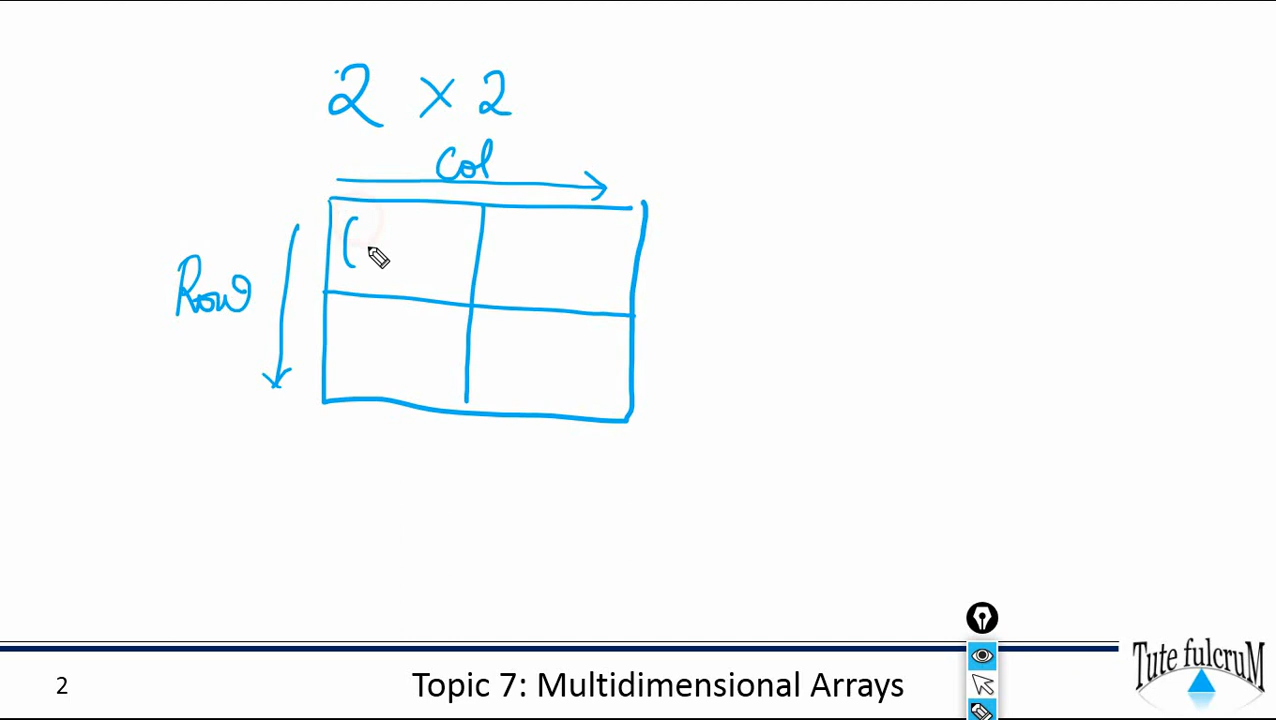 2 × 2
Col
Row
(
2
Topic 7: Multidimensional Arrays
Tute fulcruM